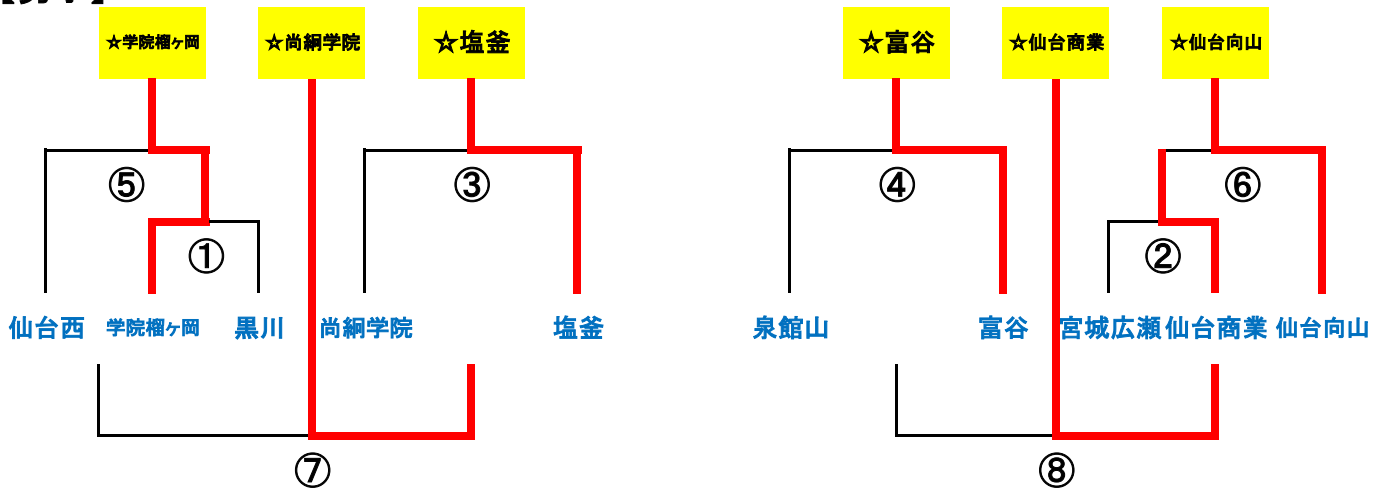 ☆学院榴ヶ岡 ☆尚絅学院 ☆塩釜 ☆富谷 ☆仙台商業 ☆仙台向山
⑤ ③ ④ ⑥
① ②
仙台西 学院榴ヶ岡 黒川 尚絅学院 塩釜 泉館山 富谷 宮城広瀬 仙台商業 仙台向山
⑦ ⑧